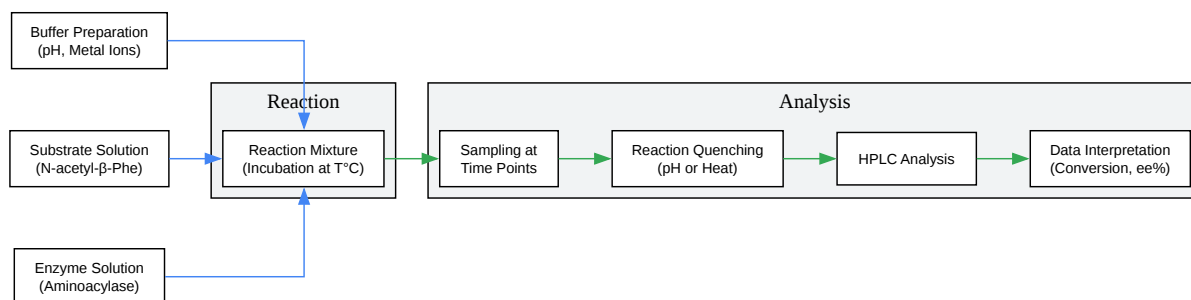 Buffer Preparation
(pH, Metal Ions)
Reaction
Analysis
Substrate Solution
(N-acetyl-β-Phe)
Reaction Mixture
(Incubation at T°C)
Sampling at
Time Points
Reaction Quenching
(pH or Heat)
HPLC Analysis
Data Interpretation
(Conversion, ee%)
Enzyme Solution
(Aminoacylase)